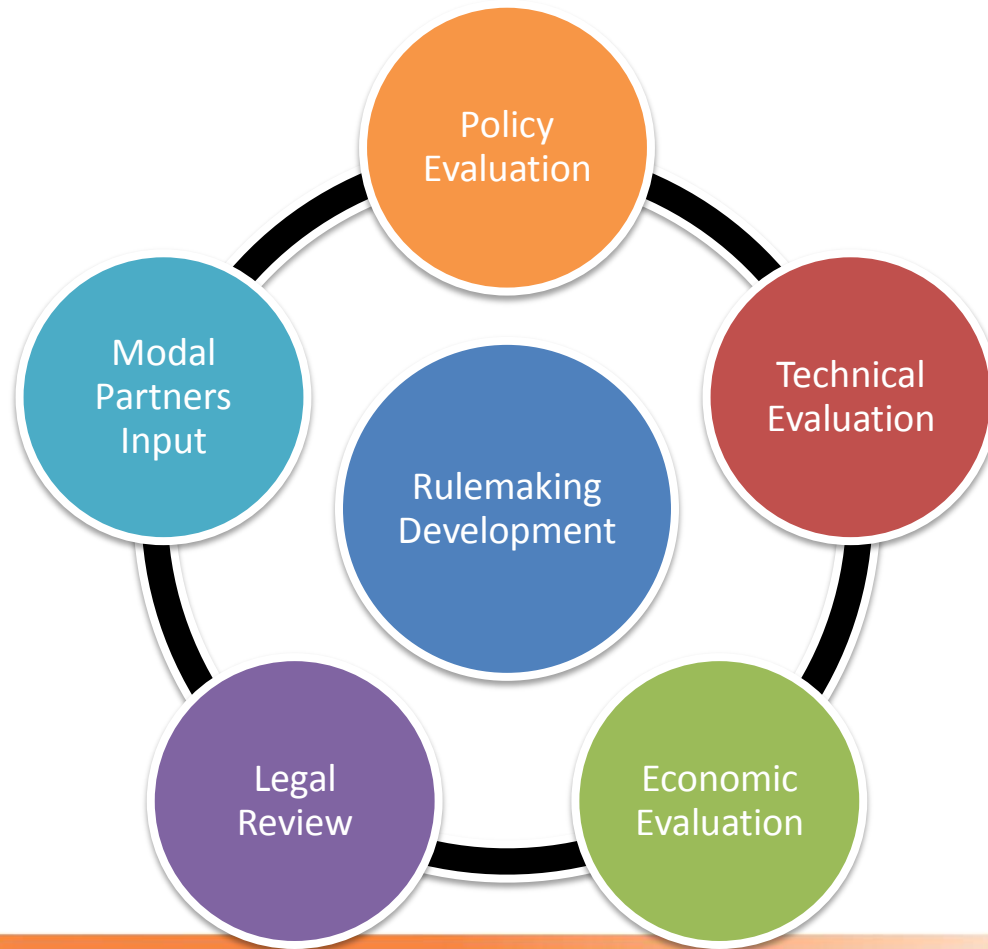 Policy
Evaluation
Technical
Evaluation
Economic
Evaluation
Legal
Review
Modal
Partners
Input
Rulemaking
Development